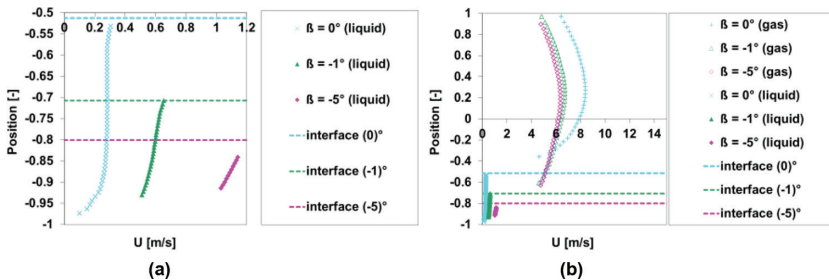 -0.5
0 0.2 0.4 0.6 0.8 1 1.2
-0.55
-0.6
-0.65
-0.7
-0.75
-0.8
-0.85
-0.9
-0.95
-1
Position [-]
U [m/s]
ß = 0° (liquid)
ß = -1° (liquid)
ß = -5° (liquid)
interface (0)°
interface (-1)°
interface (-5)°
(a)
1
0.8
0.6
0.4
0.2
0
0 3 6 9 12 15
-0.2
-0.4
-0.6
-0.8
-1
Position [-]
U [m/s]
ß = 0° (gas)
ß = -1° (gas)
ß = -5° (gas)
ß = 0° (liquid)
ß = -1° (liquid)
ß = -5° (liquid)
interface (0)°
interface (-1)°
interface (-5)°
(b)